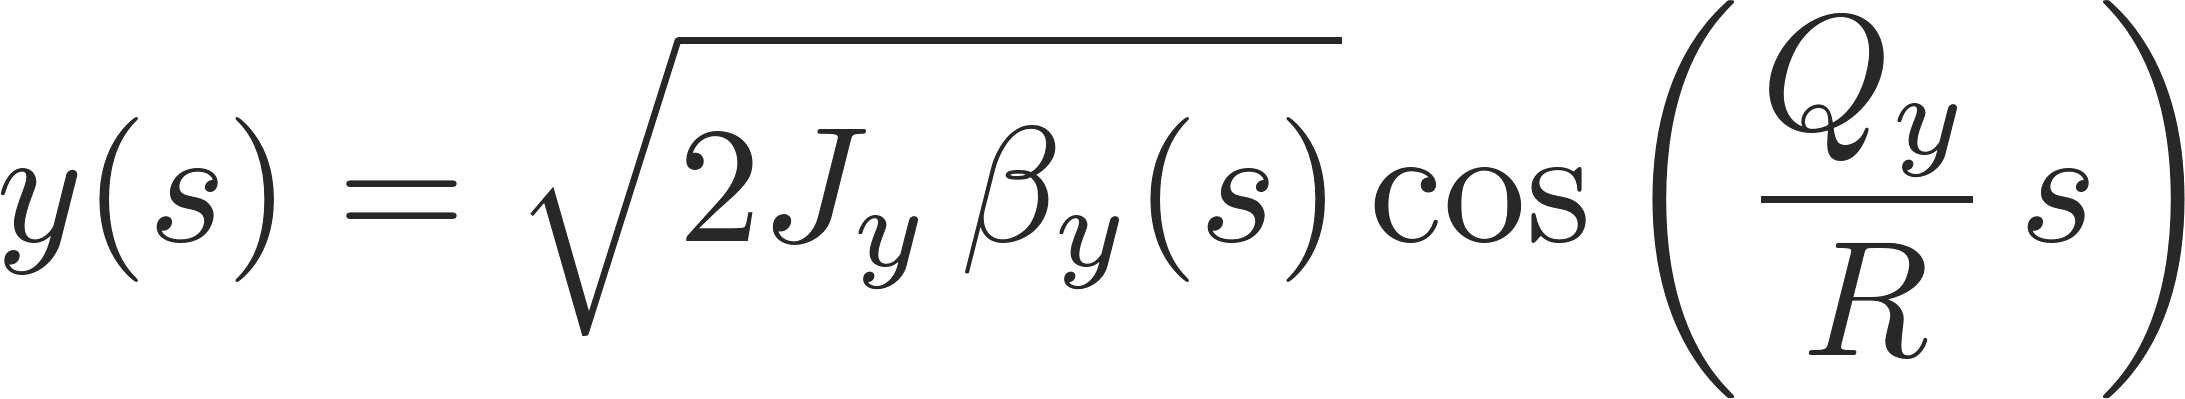 y(s) = \sqrt{2J_y \beta_y(s)} \cos\left(\frac{Q_y}{R} s\right)